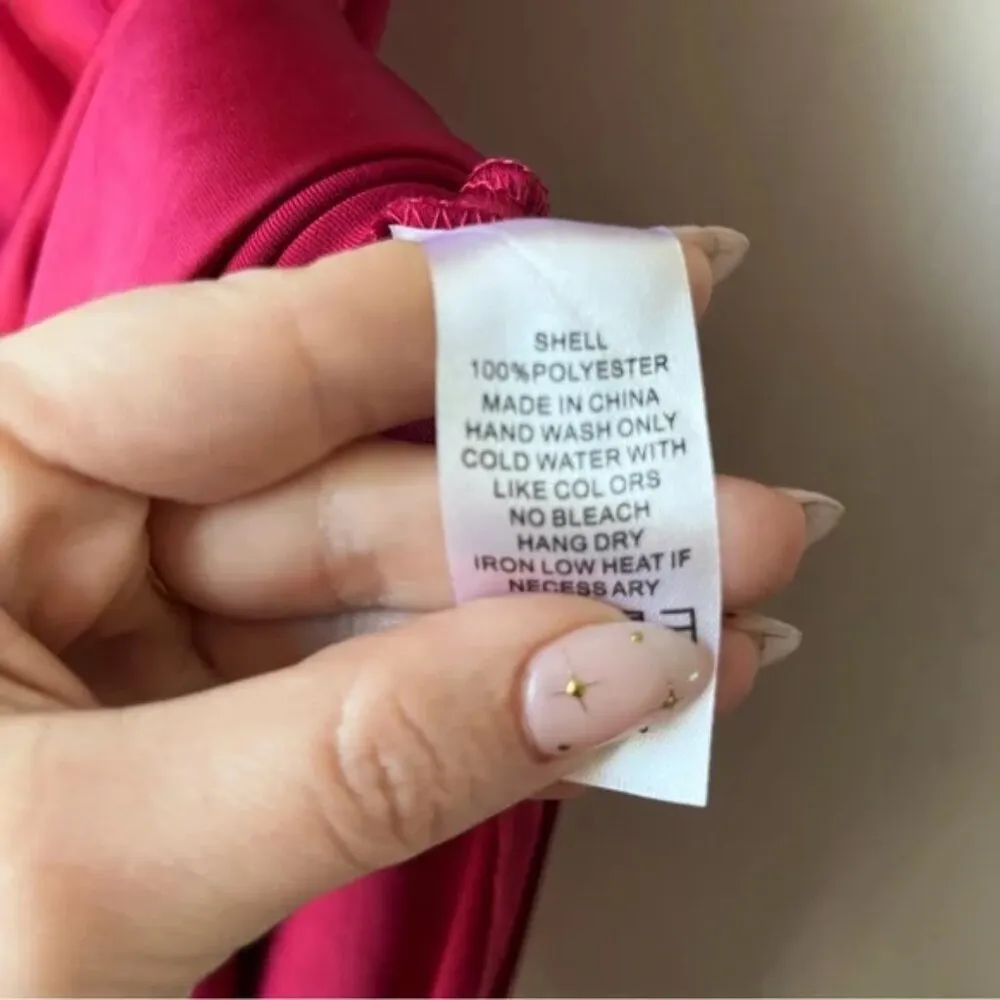 SHELL
100%POLYESTER
MADE IN CHINA
HAND WASH ONLY
COLD WATER WITH
LIKE COLORS
NO BLEACH
HANG DRY
IRON LOW HEAT IF
NECESSARY